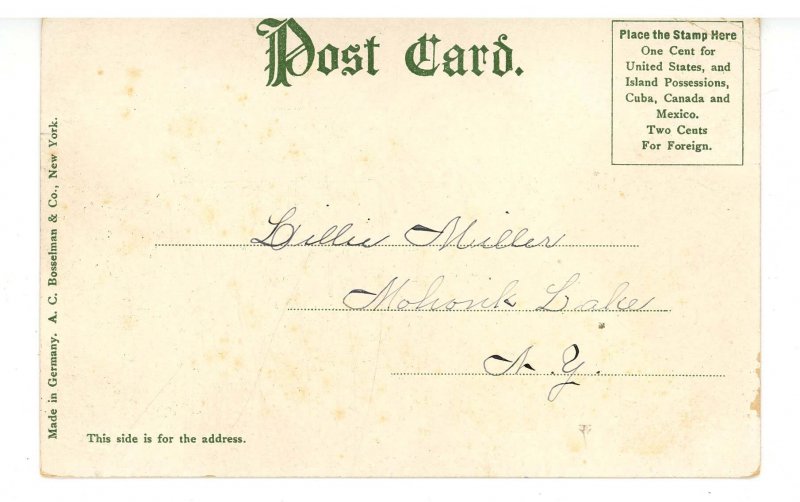 Post Card.
Place the Stamp Here
One Cent for
United States, and
Island Possessions,
Cuba, Canada and
Mexico.
Two Cents
For Foreign.
Lillie Miller
Mohonk Lake
N.Y.
This side is for the address.
Made in Germany. A. C. Bosselman & Co., New York.